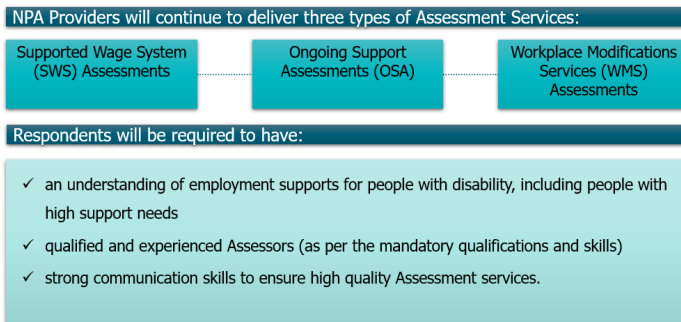 NPA Providers will continue to deliver three types of Assessment Services:
Supported Wage System
(SWS) Assessments
Ongoing Support
Assessments (OSA)
Workplace Modifications
Services (WMS)
Assessments
Respondents will be required to have:
✓ an understanding of employment supports for people with disability, including people with
high support needs
✓ qualified and experienced Assessors (as per the mandatory qualifications and skills)
✓ strong communication skills to ensure high quality Assessment services.